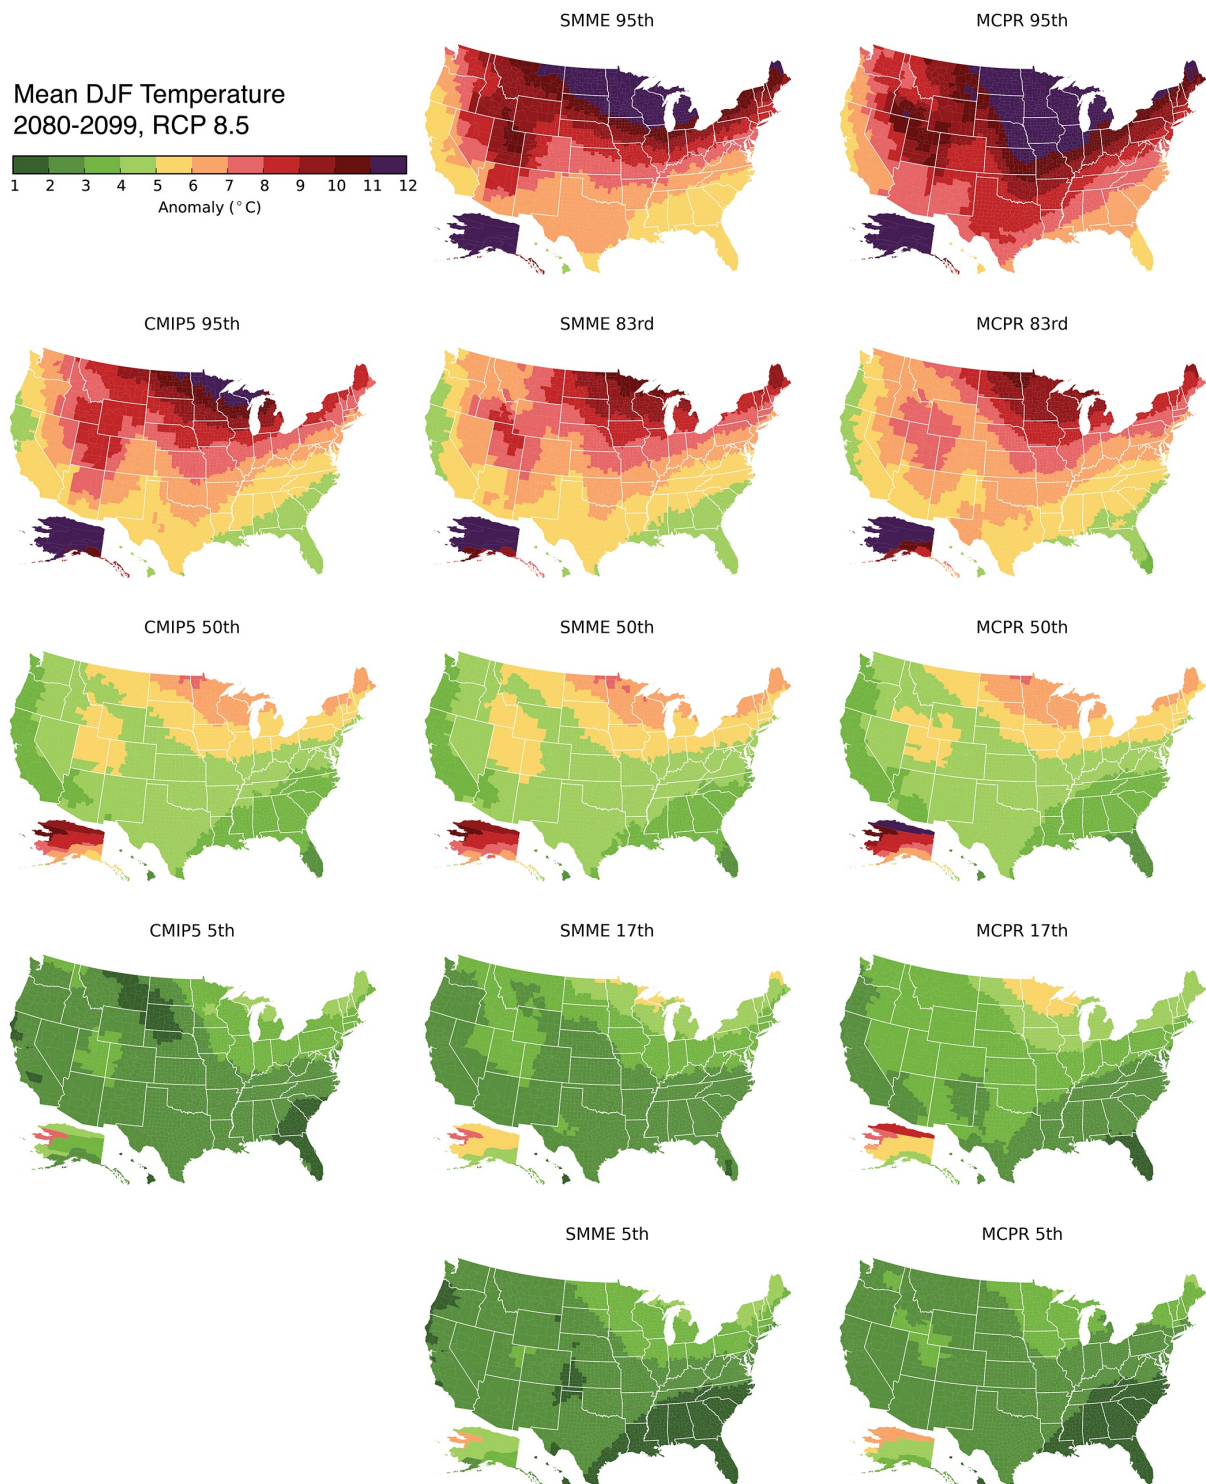 SMME 95th
MCPR 95th
Mean DJF Temperature
2080-2099, RCP 8.5
1 2 3 4 5 6 7 8 9 10 11 12
Anomaly (°C)
CMIP5 95th
SMME 83rd
MCPR 83rd
CMIP5 50th
SMME 50th
MCPR 50th
CMIP5 5th
SMME 17th
MCPR 17th
SMME 5th
MCPR 5th